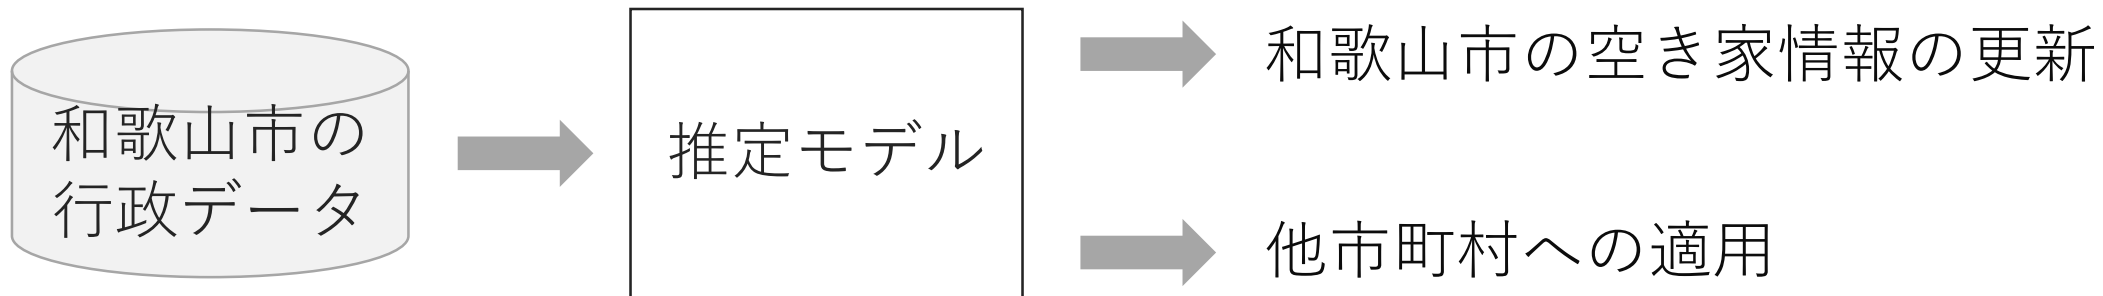 和歌山市の
行政データ
推定モデル
和歌山市の空き家情報の更新
他市町村への適用